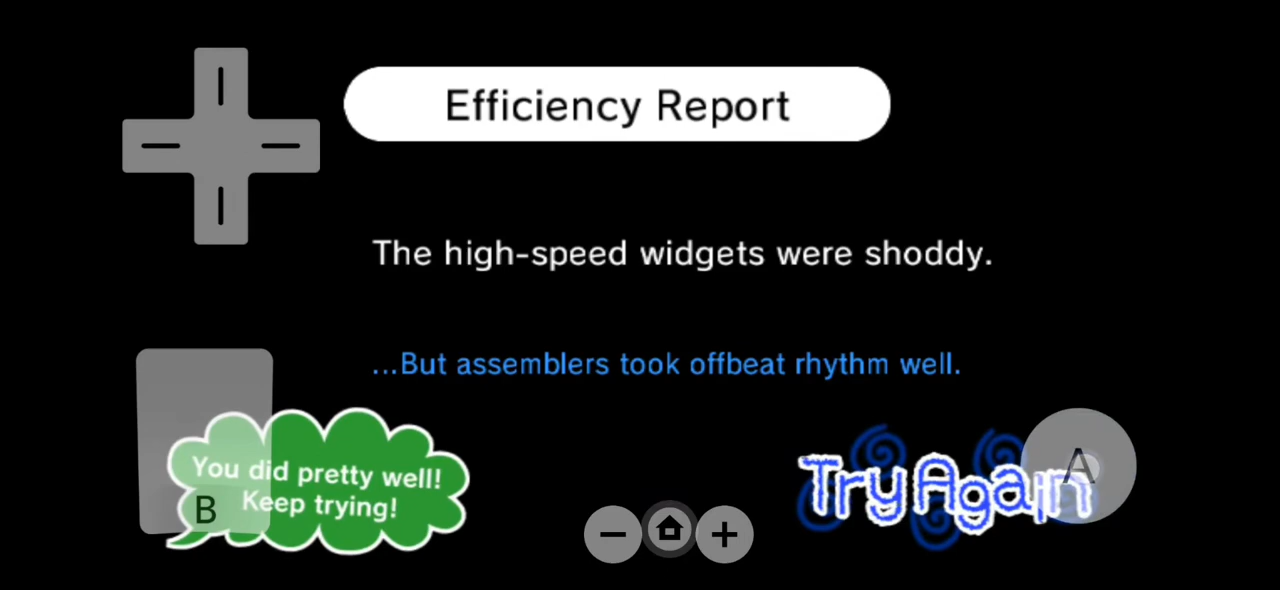 Efficiency Report
The high-speed widgets were shoddy.
...But assemblers took offbeat rhythm well.
You did pretty well!
Keep trying!
B
Try Again
A